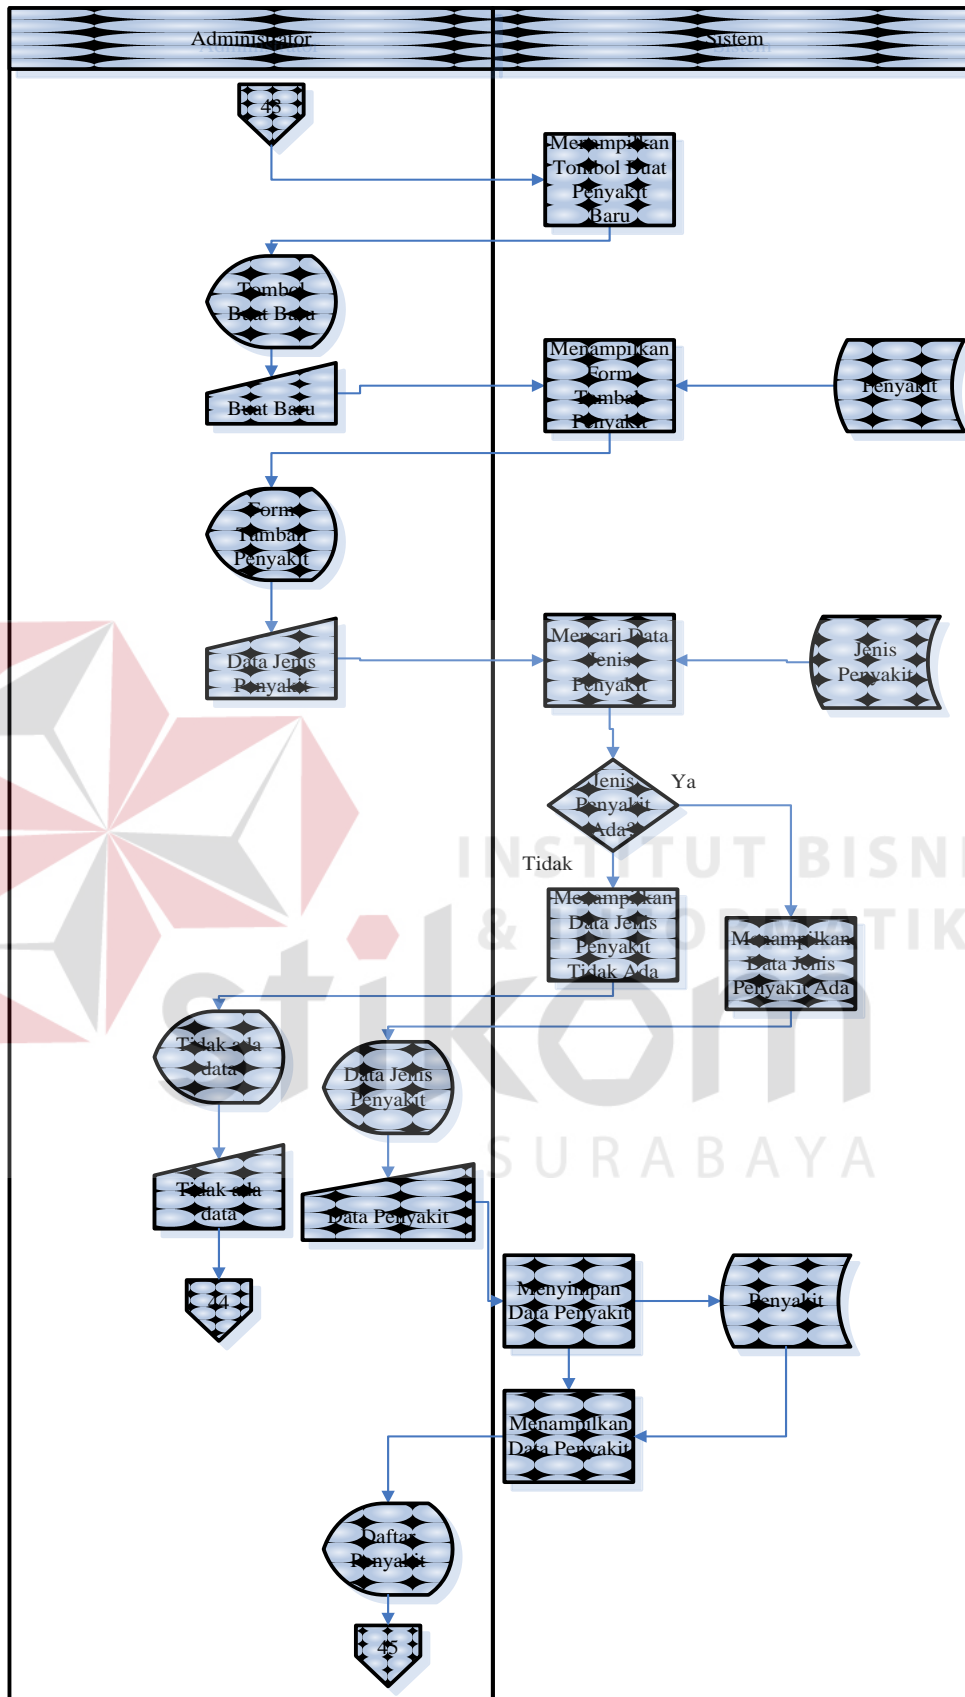 Administrator
Sistem
43
Menampilkan
Tombol Buat
Penyakit
Baru
Tombol
Buat Baru
Buat Baru
Menampilkan
Form
Tambah
Penyakit
Penyakit
Form
Tambah
Penyakit
Data Jenis
Penyakit
Mencari Data
Jenis
Penyakit
Jenis
Penyakit
Jenis
Penyakit
Ada?
Ya
Tidak
INSTITUT BISNI
& INFORMATIK
stikom
SURABAYA
Menampilkan
Data Jenis
Penyakit
Tidak Ada
Menampilkan
Data Jenis
Penyakit Ada
Tidak ada
data
Data Jenis
Penyakit
Tidak ada
data
Data Penyakit
44
Menyimpan
Data Penyakit
Penyakit
Menampilkan
Data Penyakit
Daftar
Penyakit
45